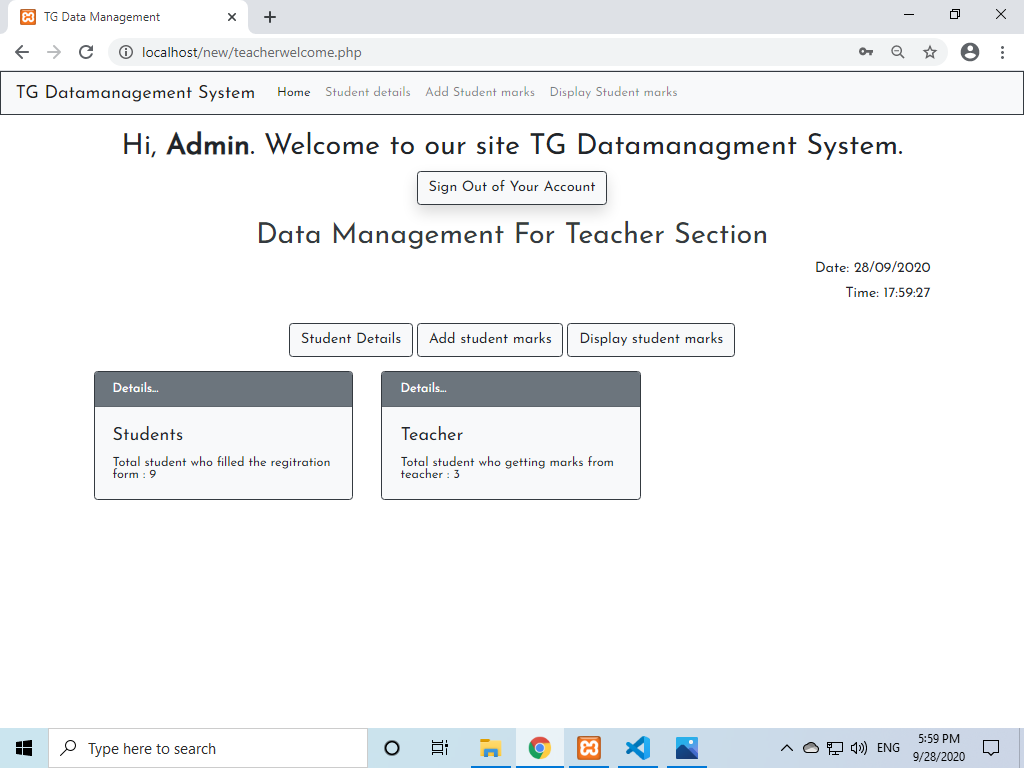 TG Data Management
localhost/new/teacherwelcome.php
TG Datamanagement System Home Student details Add Student marks Display Student marks
Hi, Admin. Welcome to our site TG Datamanagment System.
Sign Out of Your Account
Data Management For Teacher Section
Date: 28/09/2020
Time: 17:59:27
Student Details Add student marks Display student marks
Details...
Students
Total student who filled the regitration
form : 9
Details...
Teacher
Total student who getting marks from
teacher : 3
Type here to search
ENG
5:59 PM
9/28/2020